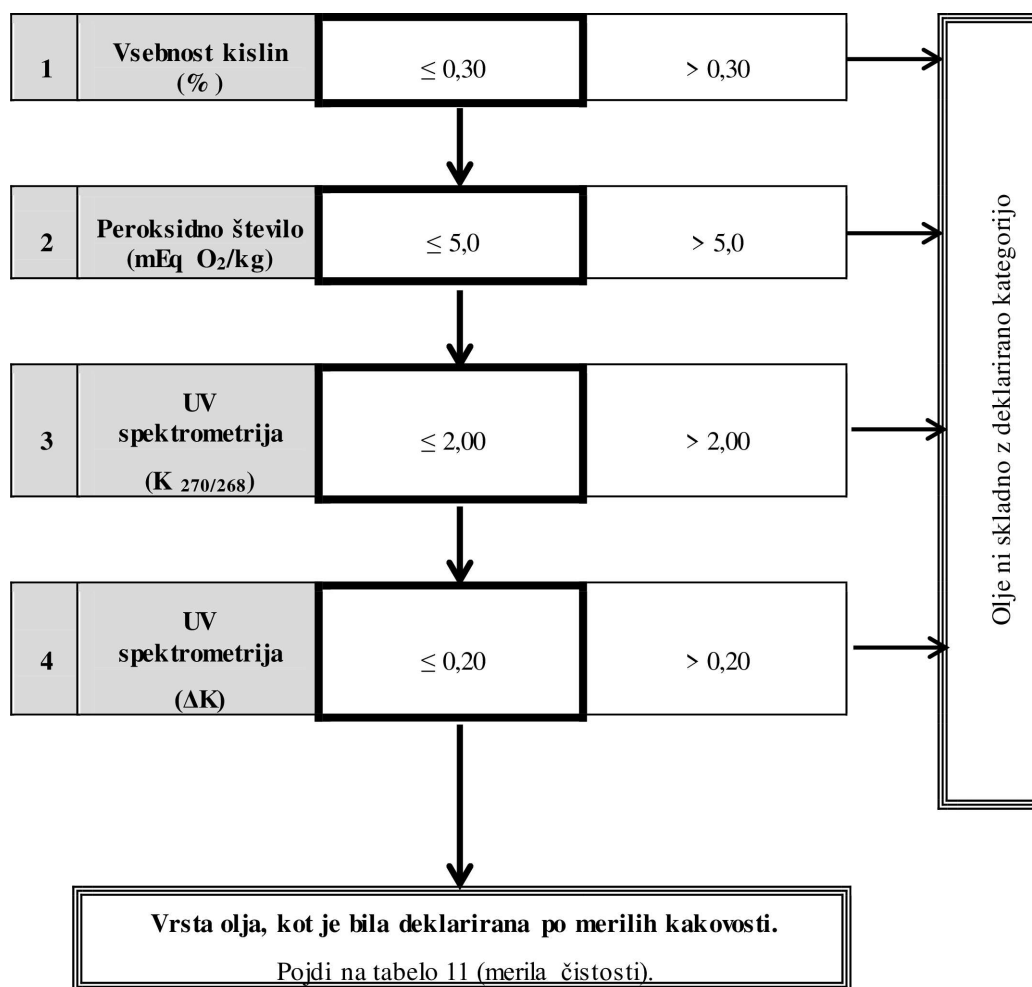 1
Vsebnost kislin
(%)
≤ 0,30
> 0,30
2
Peroksidno število
(mEq O₂/kg)
≤ 5,0
> 5,0
3
UV
spektrometrija
(K 270/268)
≤ 2,00
> 2,00
4
UV
spektrometrija
(ΔK)
≤ 0,20
> 0,20
Olje ni skladno z deklarirano kategorijo
Vrsta olja, kot je bila deklarirana po merilih kakovosti.
Pojdi na tabelo 11 (merila čistosti).